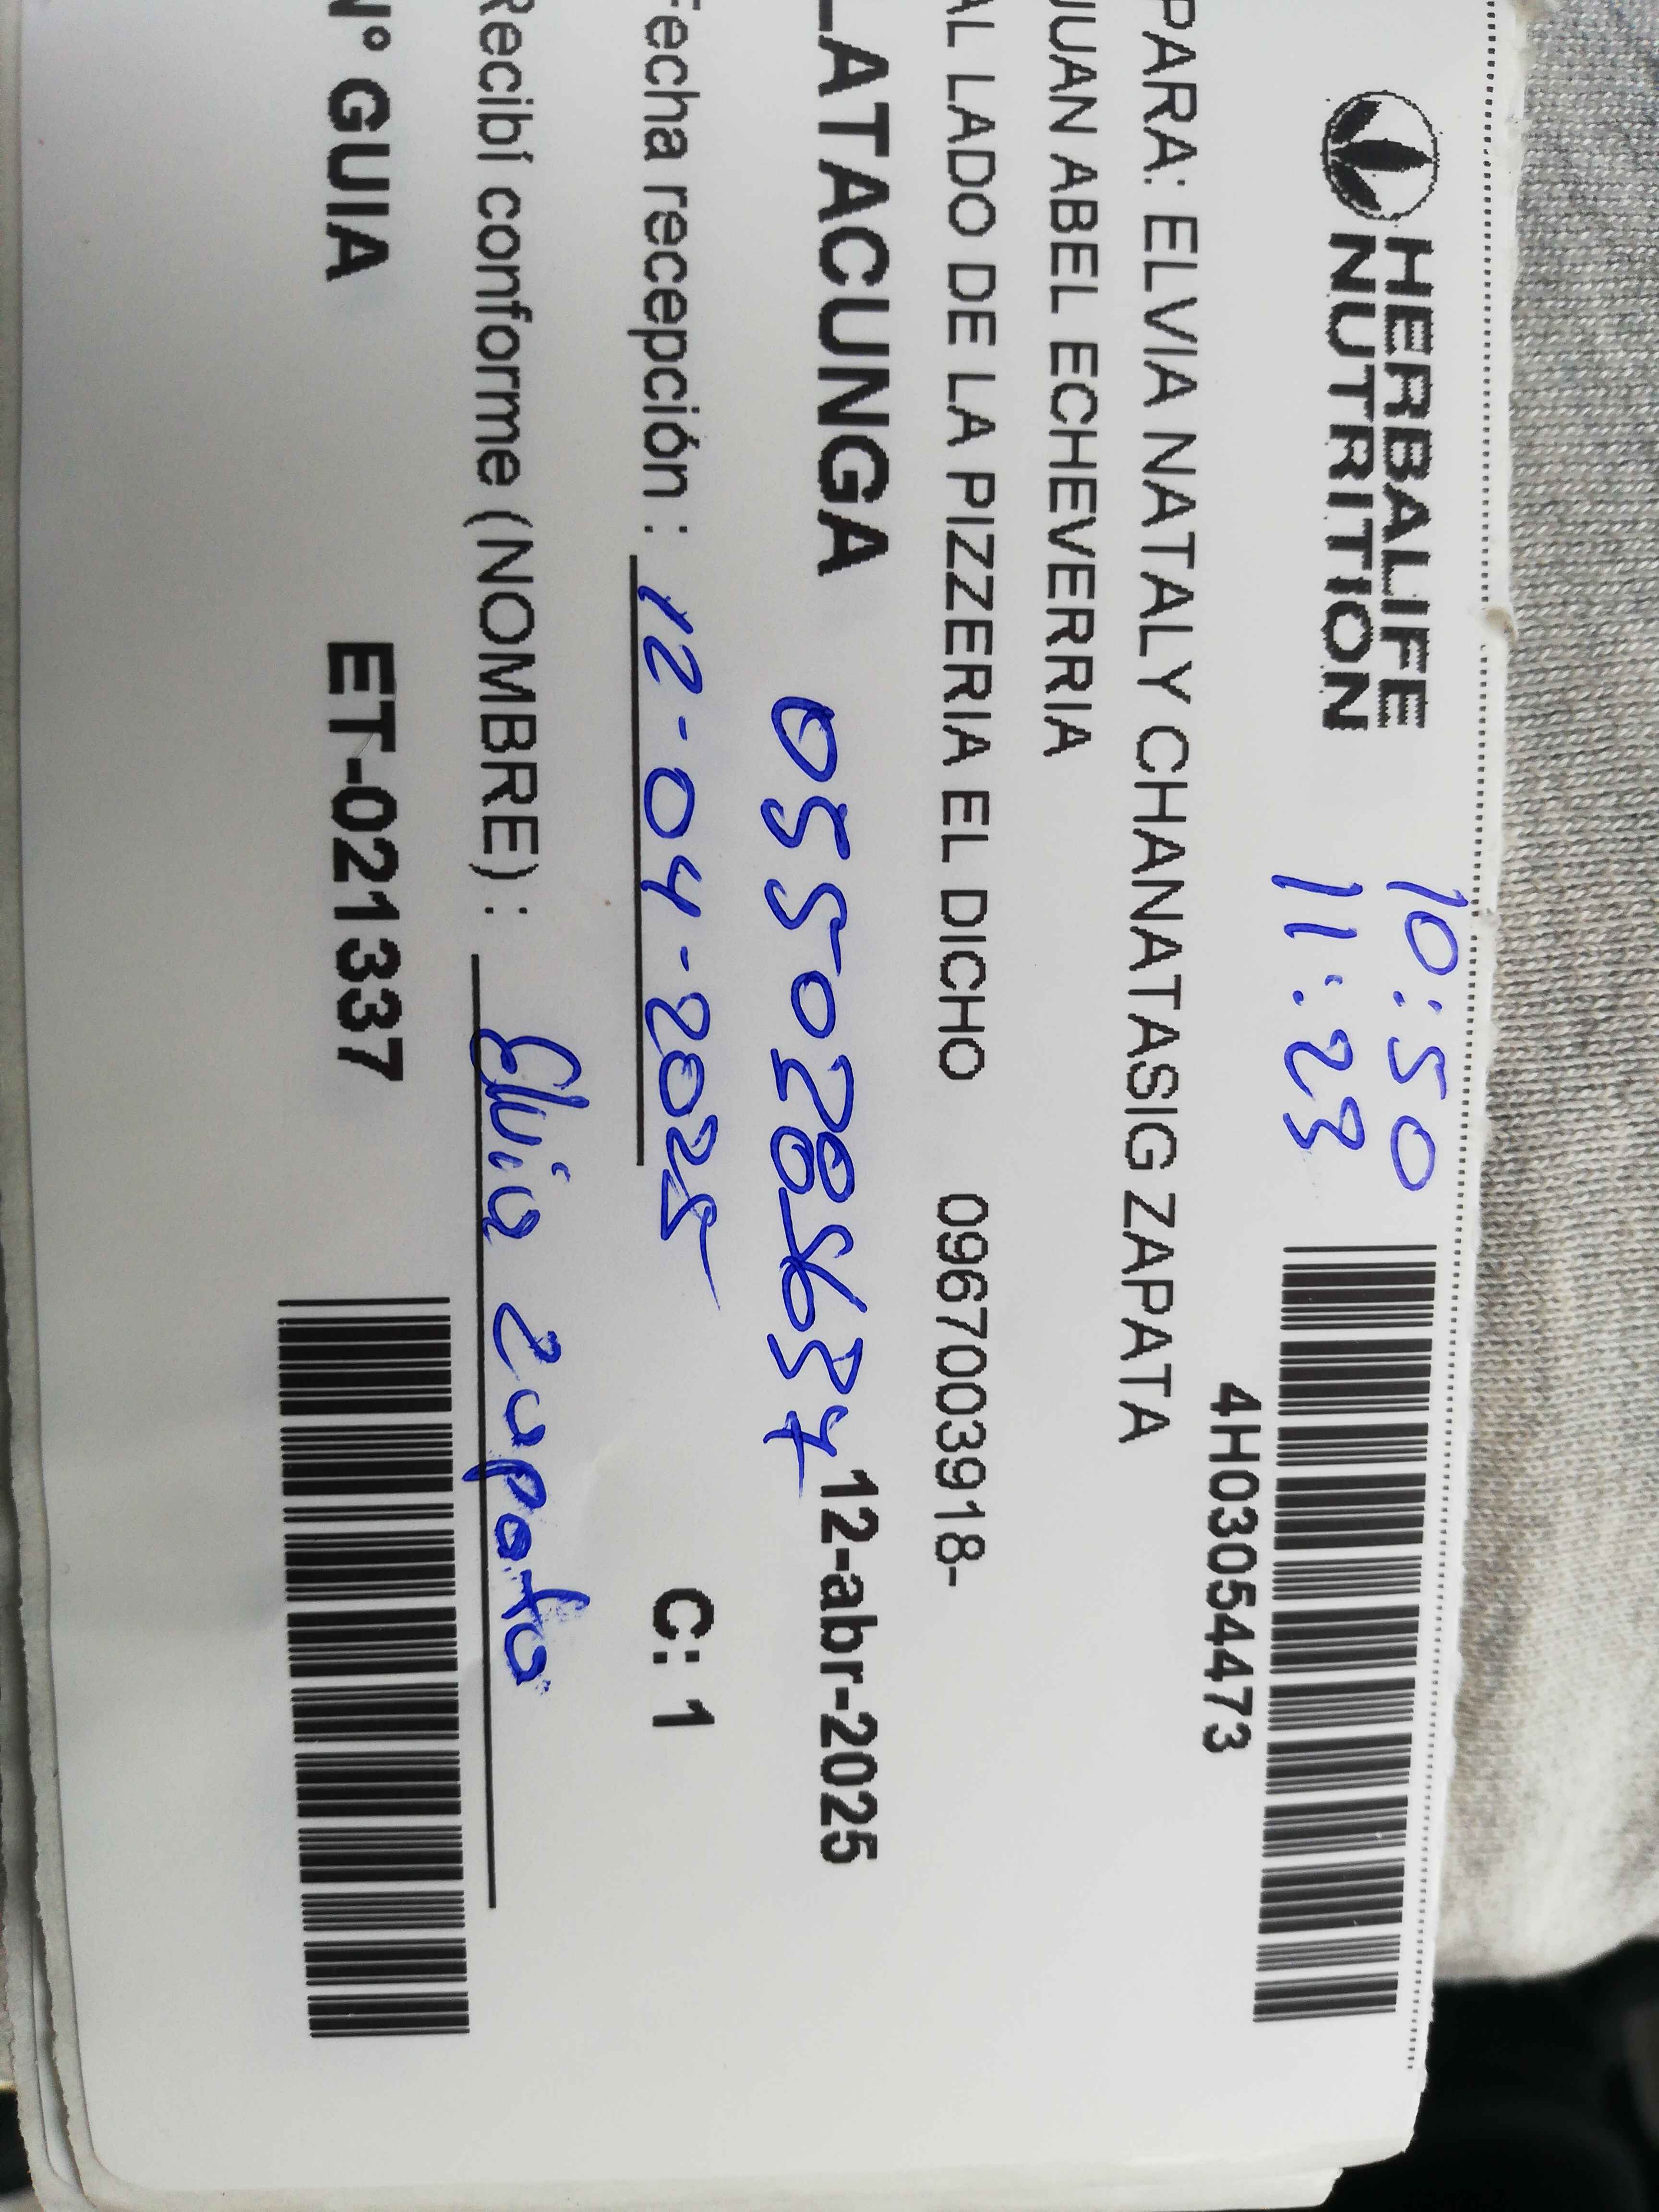 HERBALIFE
NUTRITION
10:50
11:23
4H03054473
PARA: ELVIA NATALY CHANATASIG ZAPATA
JUAN ABEL ECHEVERRIA
AL LADO DE LA PIZZERIA EL DICHO 0967003918-
LATACUNGA 12-abr-2025
Fecha recepción : 12-04-2025 C: 1
Recibí conforme (NOMBRE) : Elvia Zapata
N° GUIA ET-021337